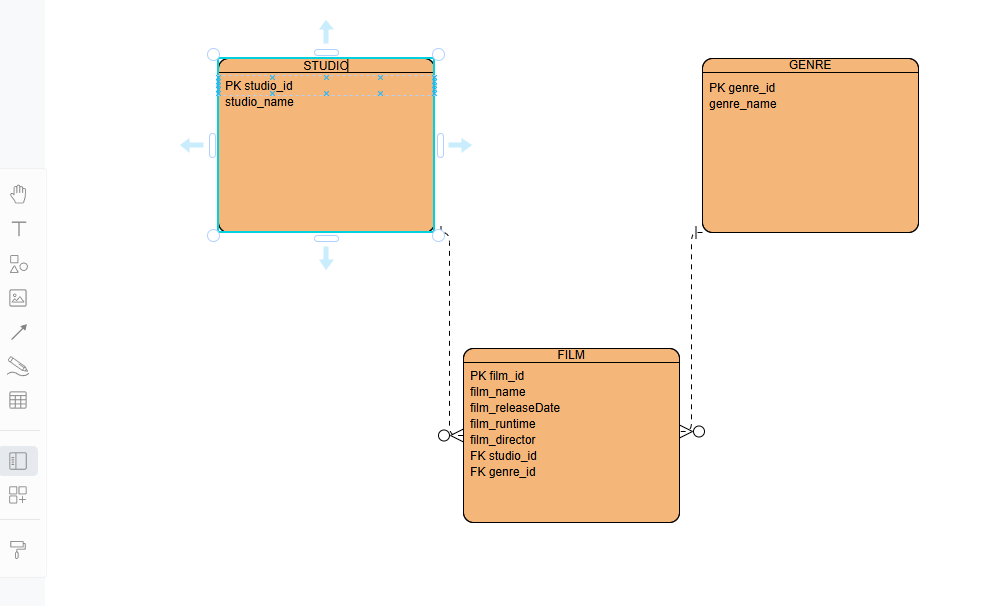 STUDIO
PK studio_id
studio_name
GENRE
PK genre_id
genre_name
FILM
PK film_id
film_name
film_releaseDate
film_runtime
film_director
FK studio_id
FK genre_id